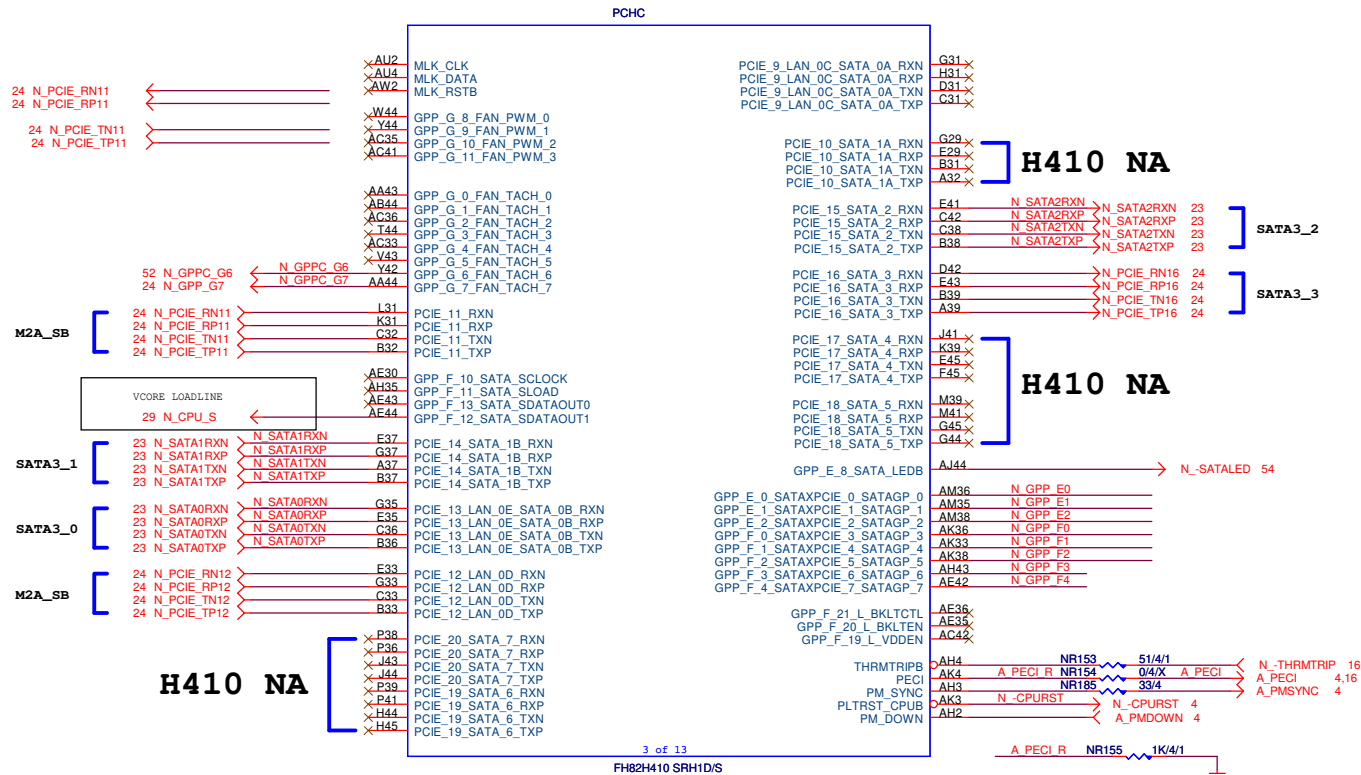 PCHC
AU2 MLK_CLK
AU4 MLK_DATA
AW2 MLK_RSTB
24 N_PCIE_RN11
24 N_PCIE_RP11
24 N_PCIE_TN11
24 N_PCIE_TP11
W44 GPP_G_8_FAN_PWM_0
Y44 GPP_G_9_FAN_PWM_1
AC35 GPP_G_10_FAN_PWM_2
AC41 GPP_G_11_FAN_PWM_3
AA43 GPP_G_0_FAN_TACH_0
AB44 GPP_G_1_FAN_TACH_1
AC36 GPP_G_2_FAN_TACH_2
T44 GPP_G_3_FAN_TACH_3
AC33 GPP_G_4_FAN_TACH_4
V43 GPP_G_5_FAN_TACH_5
52 N_GPPC_G6 N_GPPC_G6 Y42 GPP_G_6_FAN_TACH_6
24 N_GPP_G7 N_GPPC_G7 AA44 GPP_G_7_FAN_TACH_7
M2A_SB
24 N_PCIE_RN11 L31 PCIE_11_RXN
24 N_PCIE_RP11 K31 PCIE_11_RXP
24 N_PCIE_TN11 C32 PCIE_11_TXN
24 N_PCIE_TP11 B32 PCIE_11_TXP
AE30 GPP_F_10_SATA_SCLOCK
AH35 GPP_F_11_SATA_SLOAD
AE43 GPP_F_13_SATA_SDATAOUT0
VCORE LOADLINE
29 N_CPU_S AE44 GPP_F_12_SATA_SDATAOUT1
SATA3_1
23 N_SATA1RXN N_SATA1RXN E37 PCIE_14_SATA_1B_RXN
23 N_SATA1RXP N_SATA1RXP G37 PCIE_14_SATA_1B_RXP
23 N_SATA1TXN N_SATA1TXN A37 PCIE_14_SATA_1B_TXN
23 N_SATA1TXP N_SATA1TXP B37 PCIE_14_SATA_1B_TXP
SATA3_0
23 N_SATA0RXN N_SATA0RXN G35 PCIE_13_LAN_0E_SATA_0B_RXN
23 N_SATA0RXP N_SATA0RXP E35 PCIE_13_LAN_0E_SATA_0B_RXP
23 N_SATA0TXN N_SATA0TXN C36 PCIE_13_LAN_0E_SATA_0B_TXN
23 N_SATA0TXP N_SATA0TXP B36 PCIE_13_LAN_0E_SATA_0B_TXP
M2A_SB
24 N_PCIE_RN12 E33 PCIE_12_LAN_0D_RXN
24 N_PCIE_RP12 G33 PCIE_12_LAN_0D_RXP
24 N_PCIE_TN12 C33 PCIE_12_LAN_0D_TXN
24 N_PCIE_TP12 B33 PCIE_12_LAN_0D_TXP
H410 NA
P38 PCIE_20_SATA_7_RXN
P36 PCIE_20_SATA_7_RXP
J43 PCIE_20_SATA_7_TXN
J44 PCIE_20_SATA_7_TXP
P39 PCIE_19_SATA_6_RXN
P41 PCIE_19_SATA_6_RXP
H44 PCIE_19_SATA_6_TXN
H45 PCIE_19_SATA_6_TXP
PCIE_9_LAN_0C_SATA_0A_RXN G31
PCIE_9_LAN_0C_SATA_0A_RXP H31
PCIE_9_LAN_0C_SATA_0A_TXN D31
PCIE_9_LAN_0C_SATA_0A_TXP C31
PCIE_10_SATA_1A_RXN G29
PCIE_10_SATA_1A_RXP E29
PCIE_10_SATA_1A_TXN B31
PCIE_10_SATA_1A_TXP A32
H410 NA
PCIE_15_SATA_2_RXN E41 N_SATA2RXN N_SATA2RXN 23
PCIE_15_SATA_2_RXP C42 N_SATA2RXP N_SATA2RXP 23
PCIE_15_SATA_2_TXN C38 N_SATA2TXN N_SATA2TXN 23
PCIE_15_SATA_2_TXP B38 N_SATA2TXP N_SATA2TXP 23
SATA3_2
PCIE_16_SATA_3_RXN D42 N_PCIE_RN16 24
PCIE_16_SATA_3_RXP E43 N_PCIE_RP16 24
PCIE_16_SATA_3_TXN B39 N_PCIE_TN16 24
PCIE_16_SATA_3_TXP A39 N_PCIE_TP16 24
SATA3_3
PCIE_17_SATA_4_RXN J41
PCIE_17_SATA_4_RXP K39
PCIE_17_SATA_4_TXN E45
PCIE_17_SATA_4_TXP F45
H410 NA
PCIE_18_SATA_5_RXN M39
PCIE_18_SATA_5_RXP M41
PCIE_18_SATA_5_TXN G45
PCIE_18_SATA_5_TXP G44
GPP_E_8_SATA_LEDB AJ44 N_-SATALED 54
GPP_E_0_SATAXPCIE_0_SATAGP_0 AM36 N_GPP_E0
GPP_E_1_SATAXPCIE_1_SATAGP_1 AM35 N_GPP_E1
GPP_E_2_SATAXPCIE_2_SATAGP_2 AM38 N_GPP_E2
GPP_F_0_SATAXPCIE_3_SATAGP_3 AK36 N_GPP_F0
GPP_F_1_SATAXPCIE_4_SATAGP_4 AK33 N_GPP_F1
GPP_F_2_SATAXPCIE_5_SATAGP_5 AK38 N_GPP_F2
GPP_F_3_SATAXPCIE_6_SATAGP_6 AH43 N_GPP_F3
GPP_F_4_SATAXPCIE_7_SATAGP_7 AE42 N_GPP_F4
GPP_F_21_L_BKLTCTL AE36
GPP_F_20_L_BKLTEN AE35
GPP_F_19_L_VDDEN AC42
THRMTRIPB AH4 NR153 51/4/1 N_-THRMTRIP 16
PECI AK4 A_PECI_R NR154 0/4/X A_PECI A_PECI 4,16
PM_SYNC AH3 NR185 33/4 A_PMSYNC 4
PLTRST_CPUB AK3 N_-CPURST N_-CPURST 4
PM_DOWN AH2 A_PMDOWN 4
A_PECI_R NR155 1K/4/1
3 of 13
FH82H410 SRH1D/S